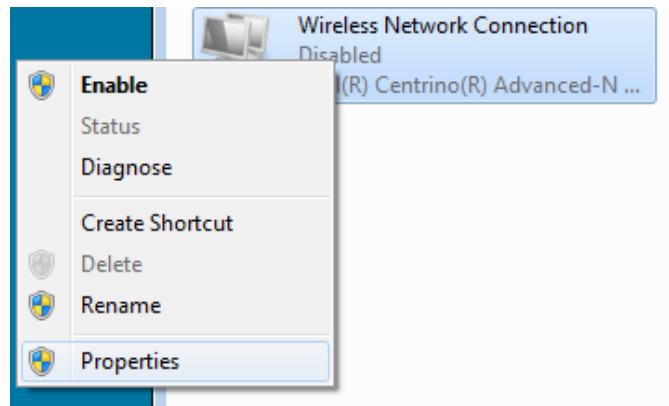 Wireless Network Connection
Disabled
(R) Centrino(R) Advanced-N ...
Enable
Status
Diagnose
Create Shortcut
Delete
Rename
Properties